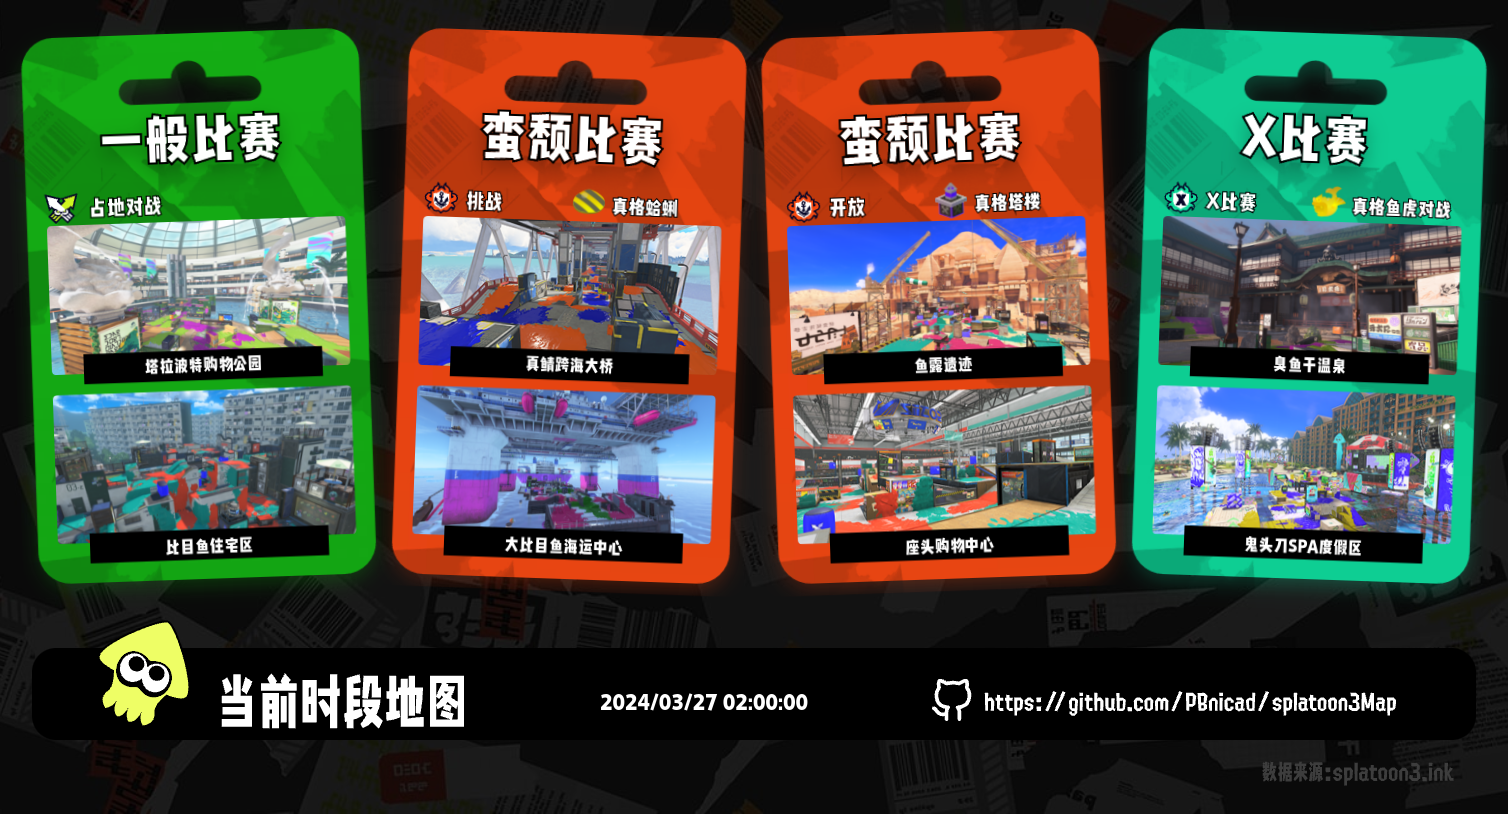 一般比赛
占地对战
塔拉波特购物公园
比目鱼住宅区
蛮颓比赛
挑战
真格蛤蜊
真鲭跨海大桥
大比目鱼海运中心
蛮颓比赛
开放
真格塔楼
鱼露遗迹
座头购物中心
X比赛
X比赛
真格鱼虎对战
臭鱼干温泉
鬼头刀SPA度假区
当前时段地图
2024/03/27 02:00:00
https://github.com/PBnicad/splatoon3Map
数据来源:splatoon3.ink